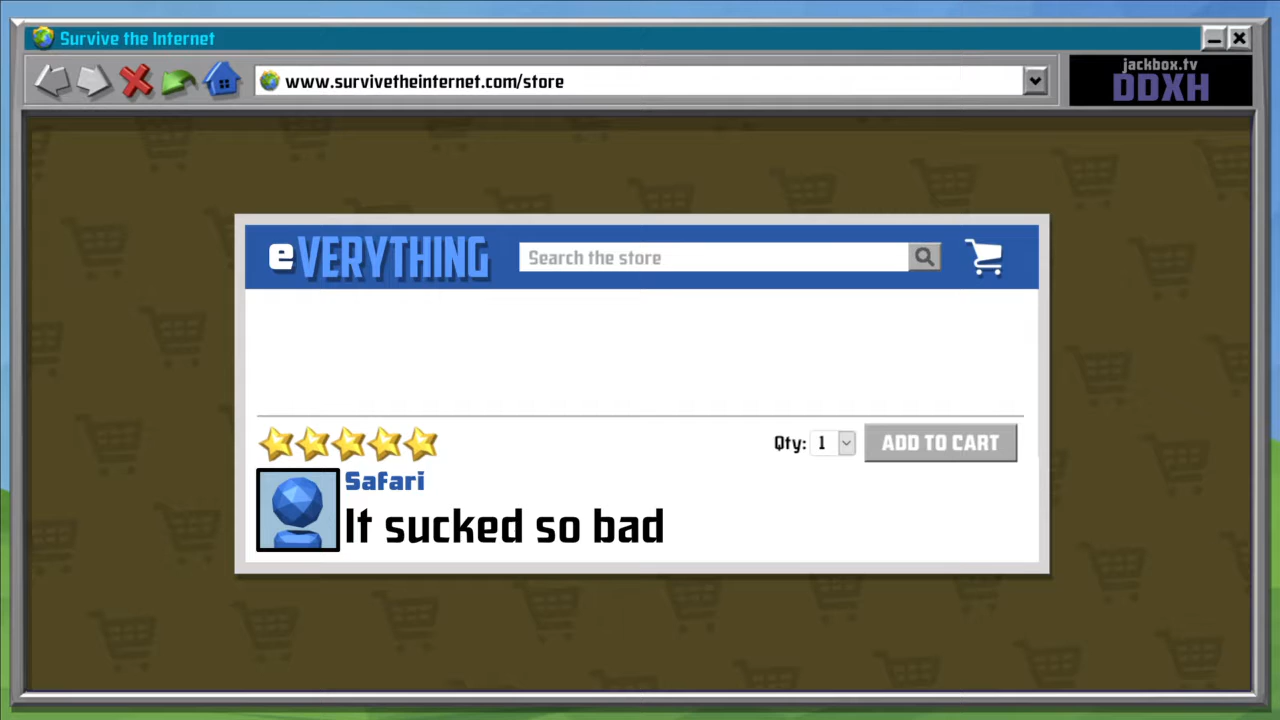 Survive the Internet
www.survivetheinternet.com/store
jackbox.tv
DDXH
eVERYTHING
Search the store
Qty: 1
ADD TO CART
Safari
It sucked so bad